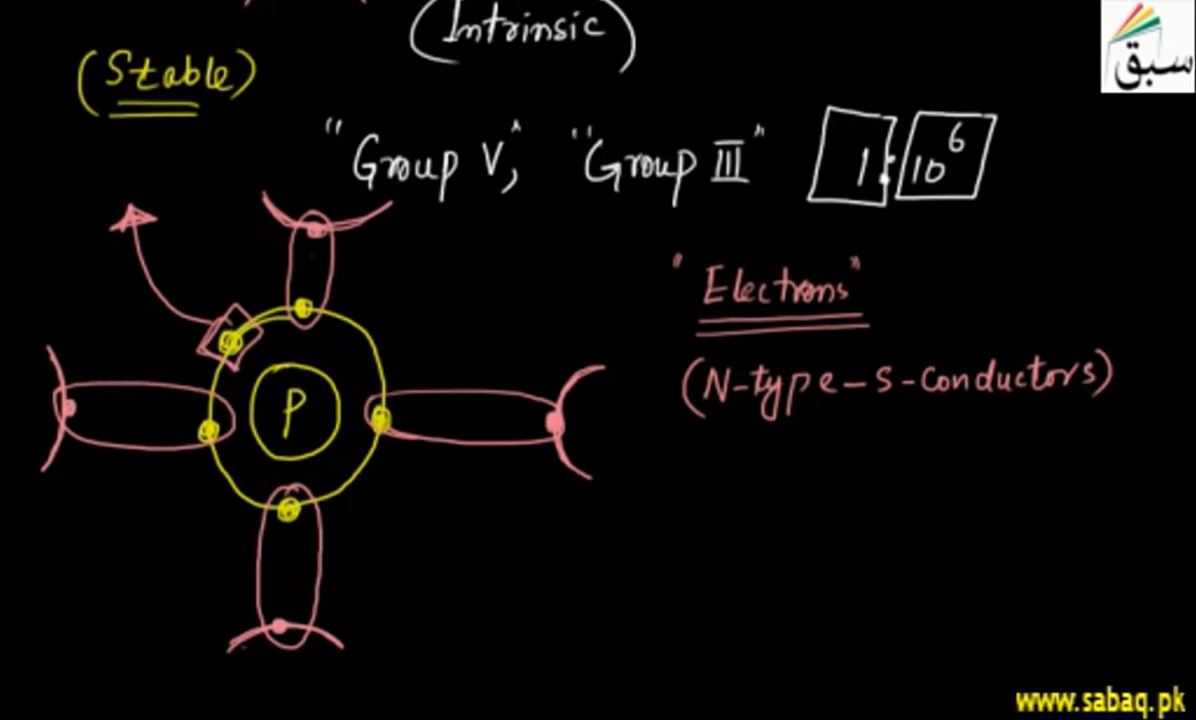 (Intrinsic)
سبق
(Stable)
"Group V", "Group III" 1:10⁶
"Electrons"
(N-type-S-conductors)
P
www.sabaq.pk